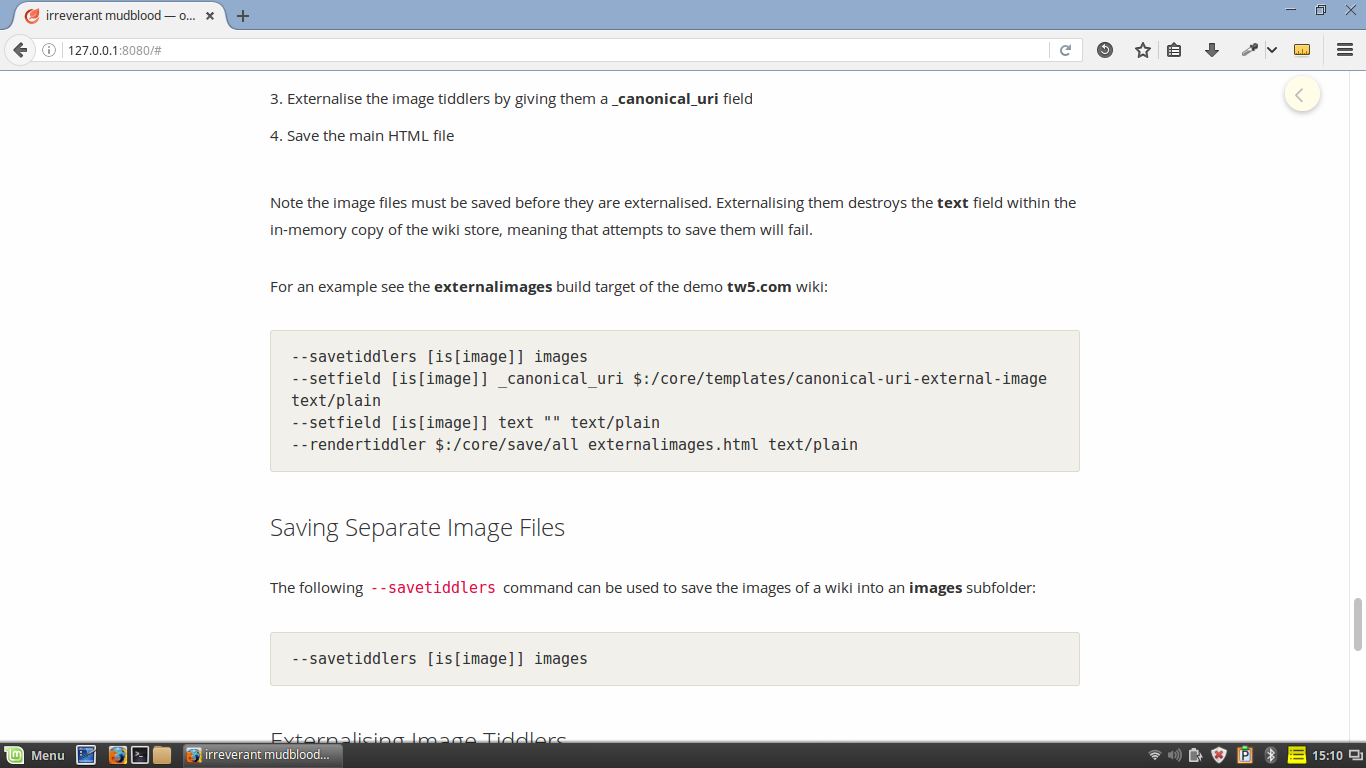 irreverant mudblood — o...
127.0.0.1:8080/#
3. Externalise the image tiddlers by giving them a _canonical_uri field
4. Save the main HTML file
Note the image files must be saved before they are externalised. Externalising them destroys the text field within the
in-memory copy of the wiki store, meaning that attempts to save them will fail.
For an example see the externalimages build target of the demo tw5.com wiki:
--savetiddlers [is[image]] images
--setfield [is[image]] _canonical_uri $:/core/templates/canonical-uri-external-image
text/plain
--setfield [is[image]] text "" text/plain
--rendertiddler $:/core/save/all externalimages.html text/plain
Saving Separate Image Files
The following --savetiddlers command can be used to save the images of a wiki into an images subfolder:
--savetiddlers [is[image]] images
Externalising Image Tiddlers
Menu
irreverant mudblood...
15:10